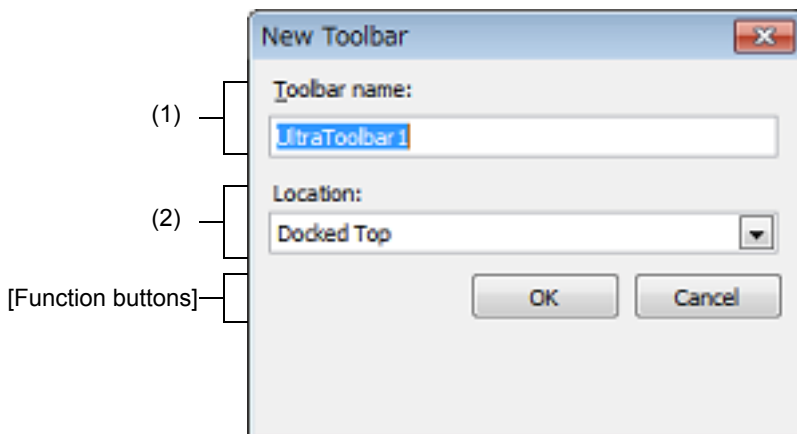 New Toolbar
(1)
Toolbar name:
UltraToolbar1
(2)
Location:
Docked Top
[Function buttons]
OK Cancel